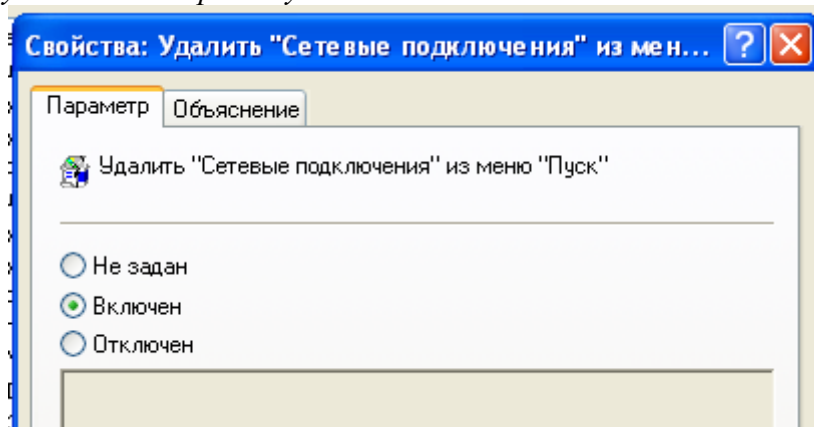 Свойства: Удалить "Сетевые подключения" из мен...
Параметр
Объяснение
Удалить "Сетевые подключения" из меню "Пуск"
Не задан
Включен
Отключен